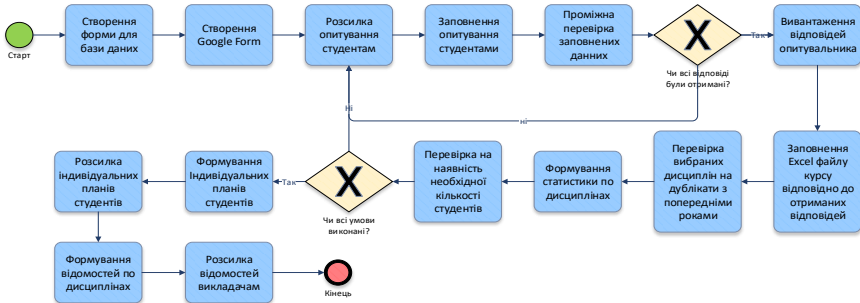 Старт
Створення
форми для
бази даних
Створення
Google Form
Розсилка
опитування
студентам
Заповнення
опитування
студентами
Проміжна
перевірка
заповнених
данних
X
Чи всі відповіді
були отримані?
Так
Вивантаження
відповідей
опитувальника
ні
Ні
Заповнення
Excel файлу
курсу
відповідно до
отриманих
відповідей
Перевірка
вибраних
дисциплін на
дублікати з
попередніми
роками
Формування
статистики по
дисциплінах
Перевірка на
наявність
необхідної
кількості
студентів
X
Чи всі умови
виконані?
Так
Формування
Індивідуальних
планів
студентів
Розсилка
індивідуальних
планів
студентів
Формування
відомостей по
дисциплінах
Розсилка
відомостей
викладачам
Кінець